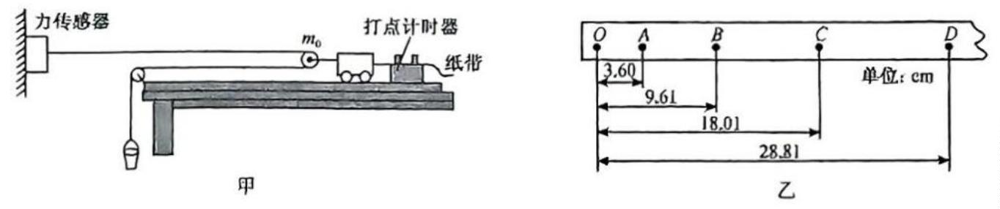 力传感器
m₀
打点计时器
纸带
甲
O A B C D
3.60
单位: cm
9.61
18.01
28.81
乙